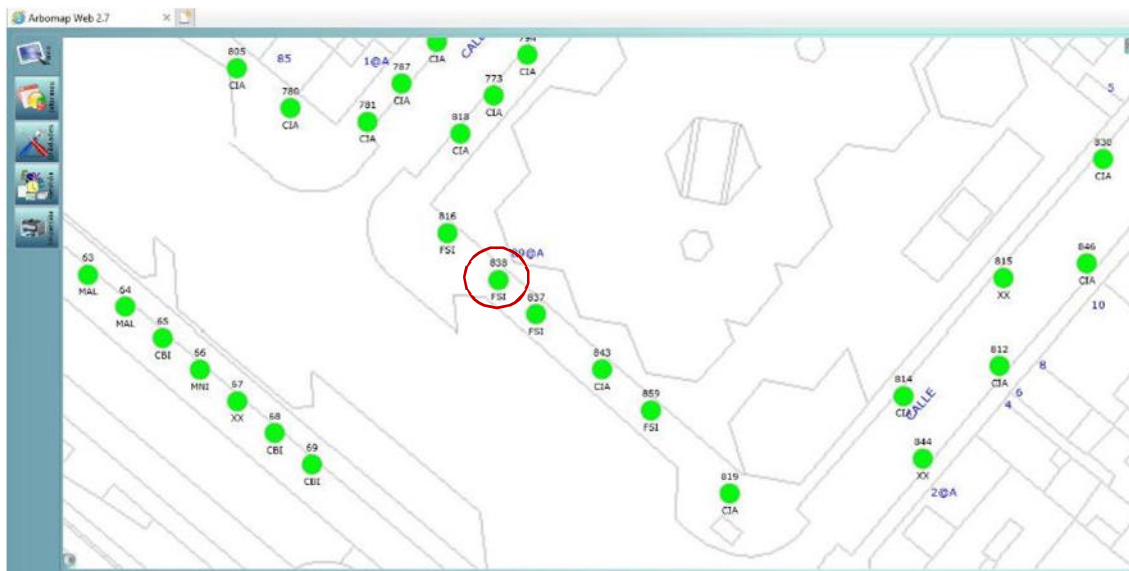 Arbomap Web 2.7
794
CIA
805
CIA
85
1@A
787
CIA
CIA
CALLE
773
CIA
780
CIA
781
CIA
818
CIA
5
830
CIA
816
FSI
29@A
838
FSI
837
FSI
63
MAL
64
MAL
65
CBI
66
MNI
67
XX
68
CBI
69
CBI
843
CIA
859
FSI
819
CIA
815
XX
846
CIA
10
812
CIA
8
6
4
814
CIA
CALLE
844
XX
2@A